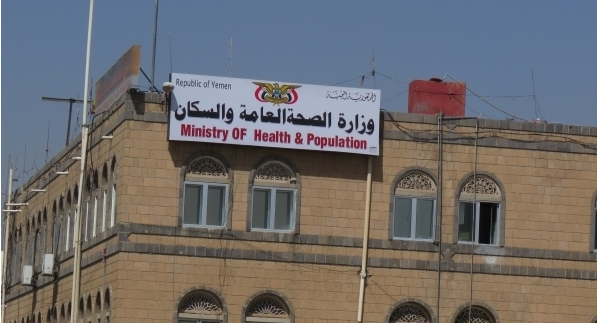 Republic of Yemen
الجمهورية اليمنية
وزارة الصحة العامة والسكان
Ministry OF Health & Population